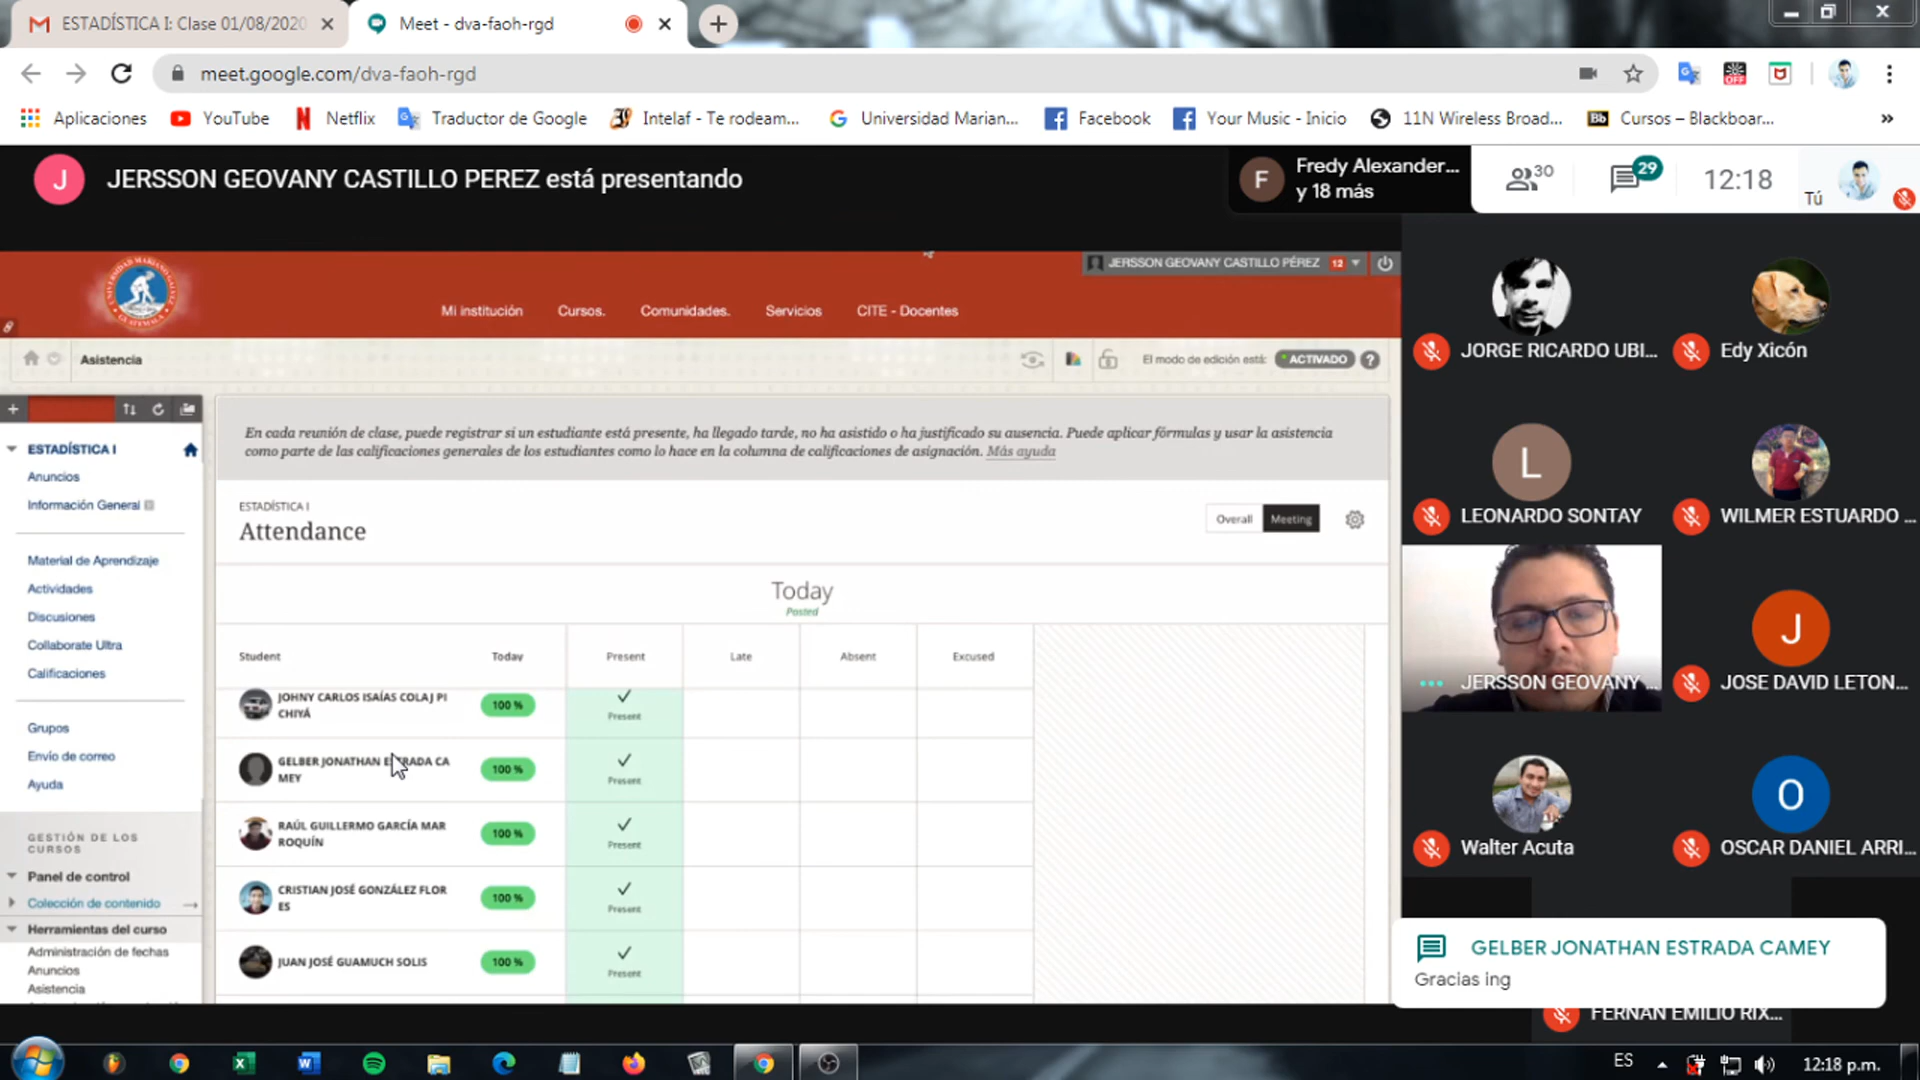 ESTADÍSTICA I: Clase 01/08/2020
Meet - dva-faoh-rgd
meet.google.com/dva-faoh-rgd
Aplicaciones
YouTube
Netflix
Traductor de Google
Intelaf - Te rodeam...
Universidad Marian...
Facebook
Your Music - Inicio
11N Wireless Broad...
Cursos – Blackboar...
»
J
JERSSON GEOVANY CASTILLO PEREZ está presentando
F
Fredy Alexander...
y 18 más
30
29
12:18
Tú
UNIVERSIDAD MARIANO GÁLVEZ
GUATEMALA
JERSSON GEOVANY CASTILLO PÉREZ 12
Mi institución
Cursos.
Comunidades.
Servicios
CITE - Docentes
Asistencia
El modo de edición está:
ACTIVADO
?
En cada reunión de clase, puede registrar si un estudiante está presente, ha llegado tarde, no ha asistido o ha justificado su ausencia. Puede aplicar fórmulas y usar la asistencia
como parte de las calificaciones generales de los estudiantes como lo hace en la columna de calificaciones de asignación. Más ayuda
ESTADÍSTICA I
Anuncios
Información General
Material de Aprendizaje
Actividades
Discusiones
Collaborate Ultra
Calificaciones
Grupos
Envío de correo
Ayuda
GESTIÓN DE LOS
CURSOS
Panel de control
Colección de contenido
Herramientas del curso
Administración de fechas
Anuncios
Asistencia
ESTADÍSTICA I
Attendance
Overall
Meeting
Today
Posted
Student
Today
Present
Late
Absent
Excused
JOHNY CARLOS ISAÍAS COLAJ PI
CHIYÁ
100 %
Present
GELBER JONATHAN ESTRADA CA
MEY
100 %
Present
RAÚL GUILLERMO GARCÍA MAR
ROQUÍN
100 %
Present
CRISTIAN JOSÉ GONZÁLEZ FLOR
ES
100 %
Present
JUAN JOSÉ GUAMUCH SOLIS
100 %
Present
JORGE RICARDO UBI...
Edy Xicón
L
LEONARDO SONTAY
WILMER ESTUARDO ...
JERSSON GEOVANY ...
J
JOSE DAVID LETON...
Walter Acuta
O
OSCAR DANIEL ARRI...
GELBER JONATHAN ESTRADA CAMEY
Gracias ing
FERNAN EMILIO RIX...
ES
12:18 p.m.